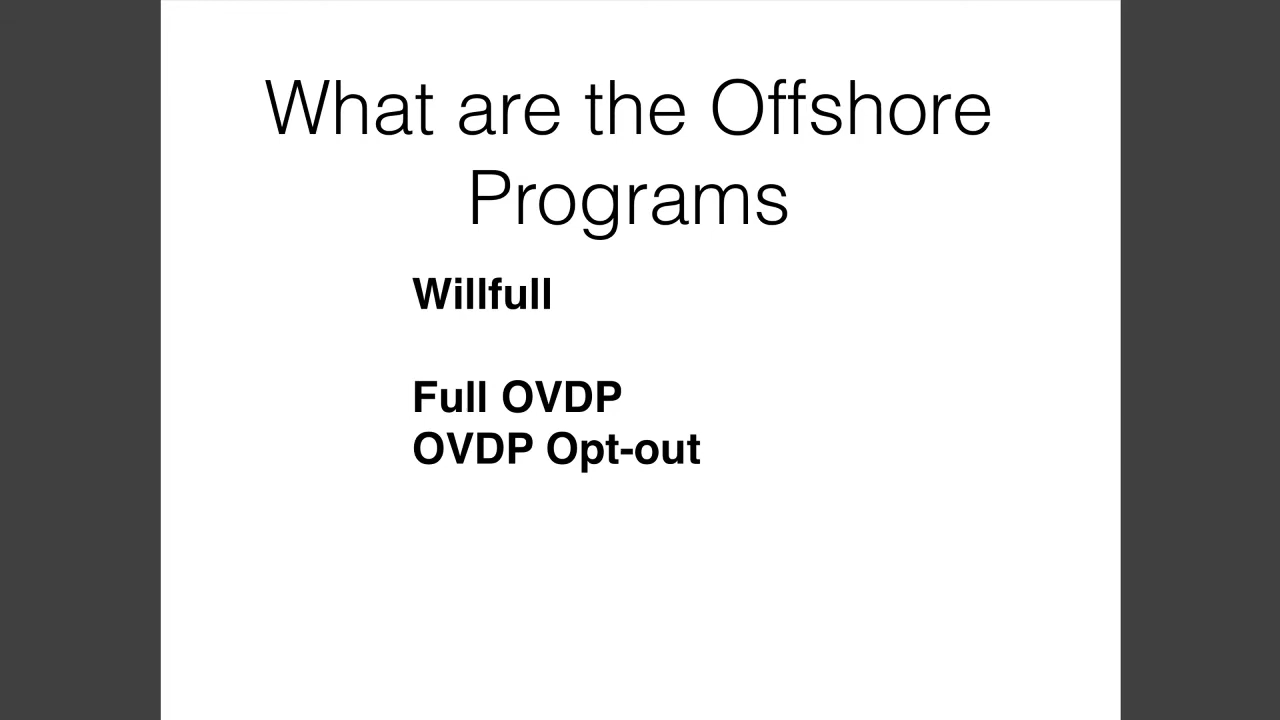 What are the Offshore
Programs
Willfull
Full OVDP
OVDP Opt-out